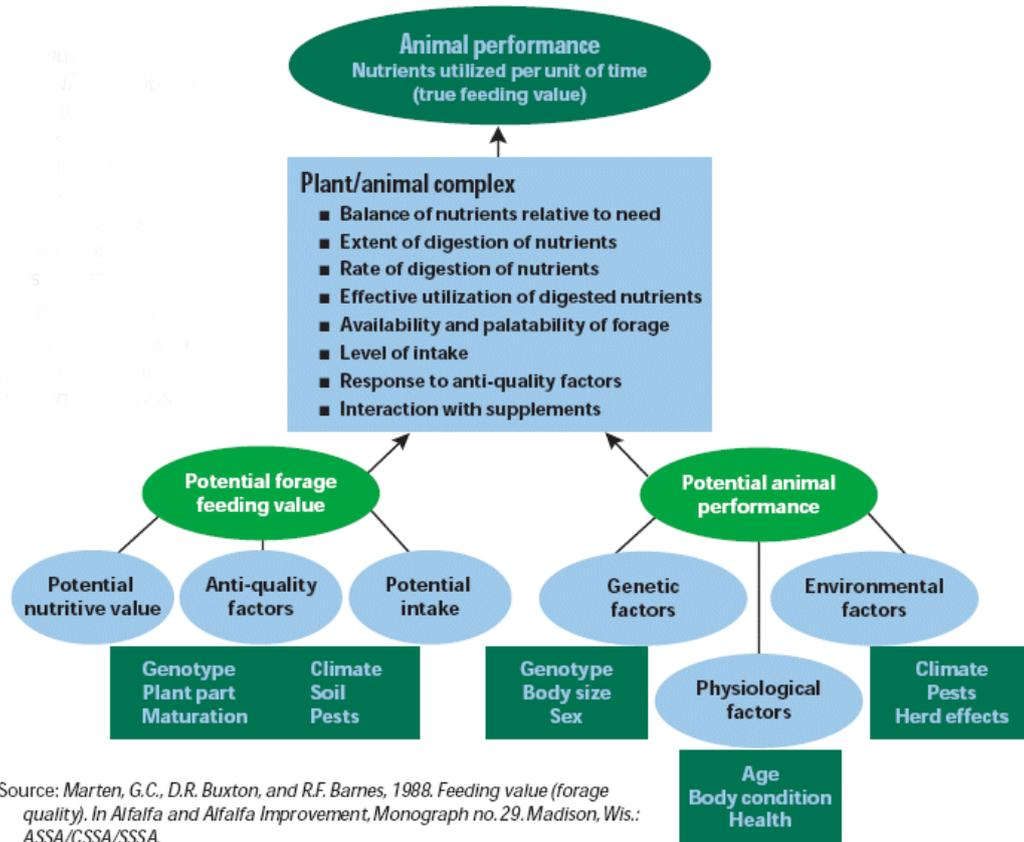 Animal performance
Nutrients utilized per unit of time
(true feeding value)
Plant/animal complex
■ Balance of nutrients relative to need
■ Extent of digestion of nutrients
■ Rate of digestion of nutrients
■ Effective utilization of digested nutrients
■ Availability and palatability of forage
■ Level of intake
■ Response to anti-quality factors
■ Interaction with supplements
Potential forage
feeding value
Potential animal
performance
Potential
nutritive value
Anti-quality
factors
Potential
intake
Genetic
factors
Environmental
factors
Genotype
Plant part
Maturation
Climate
Soil
Pests
Genotype
Body size
Sex
Physiological
factors
Climate
Pests
Herd effects
Age
Body condition
Health
Source: Marten, G.C., D.R. Buxton, and R.F. Barnes, 1988. Feeding value (forage
quality). In Alfalfa and Alfalfa Improvement, Monograph no. 29. Madison, Wis.:
ASSA/CSSA/SSSA